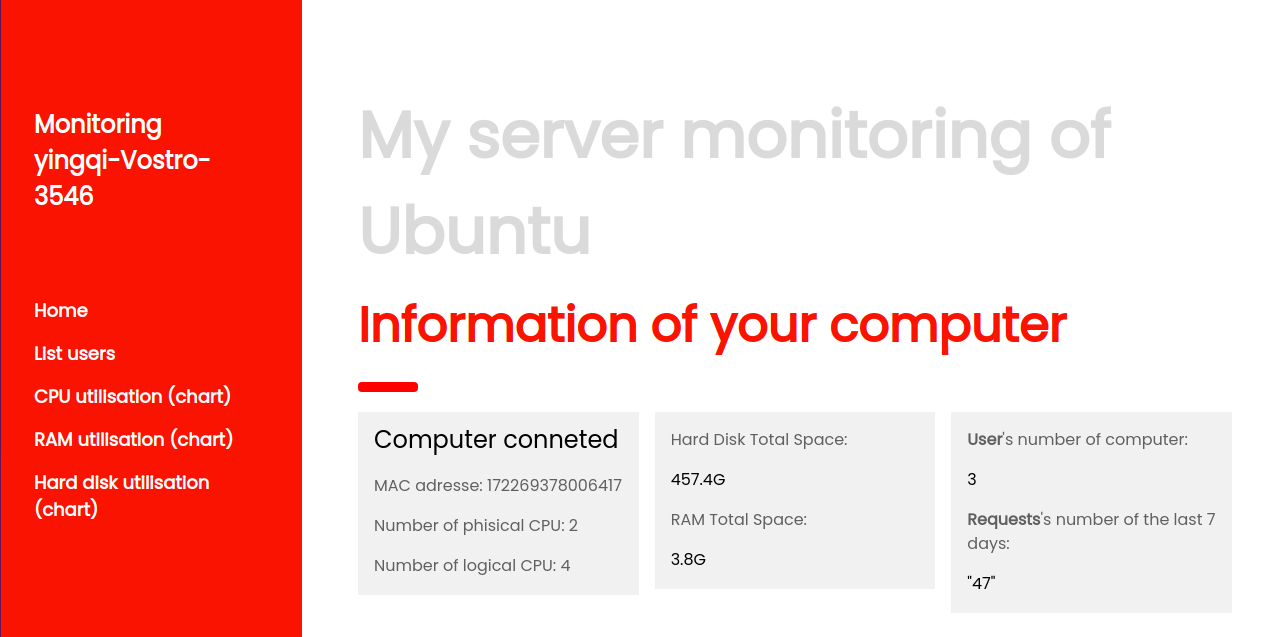 Monitoring
yingqi-Vostro-
3546
Home
List users
CPU utilisation (chart)
RAM utilisation (chart)
Hard disk utilisation
(chart)
My server monitoring of
Ubuntu
Information of your computer
Computer conneted
MAC adresse: 172269378006417
Number of phisical CPU: 2
Number of logical CPU: 4
Hard Disk Total Space:
457.4G
RAM Total Space:
3.8G
User's number of computer:
3
Requests's number of the last 7
days:
"47"